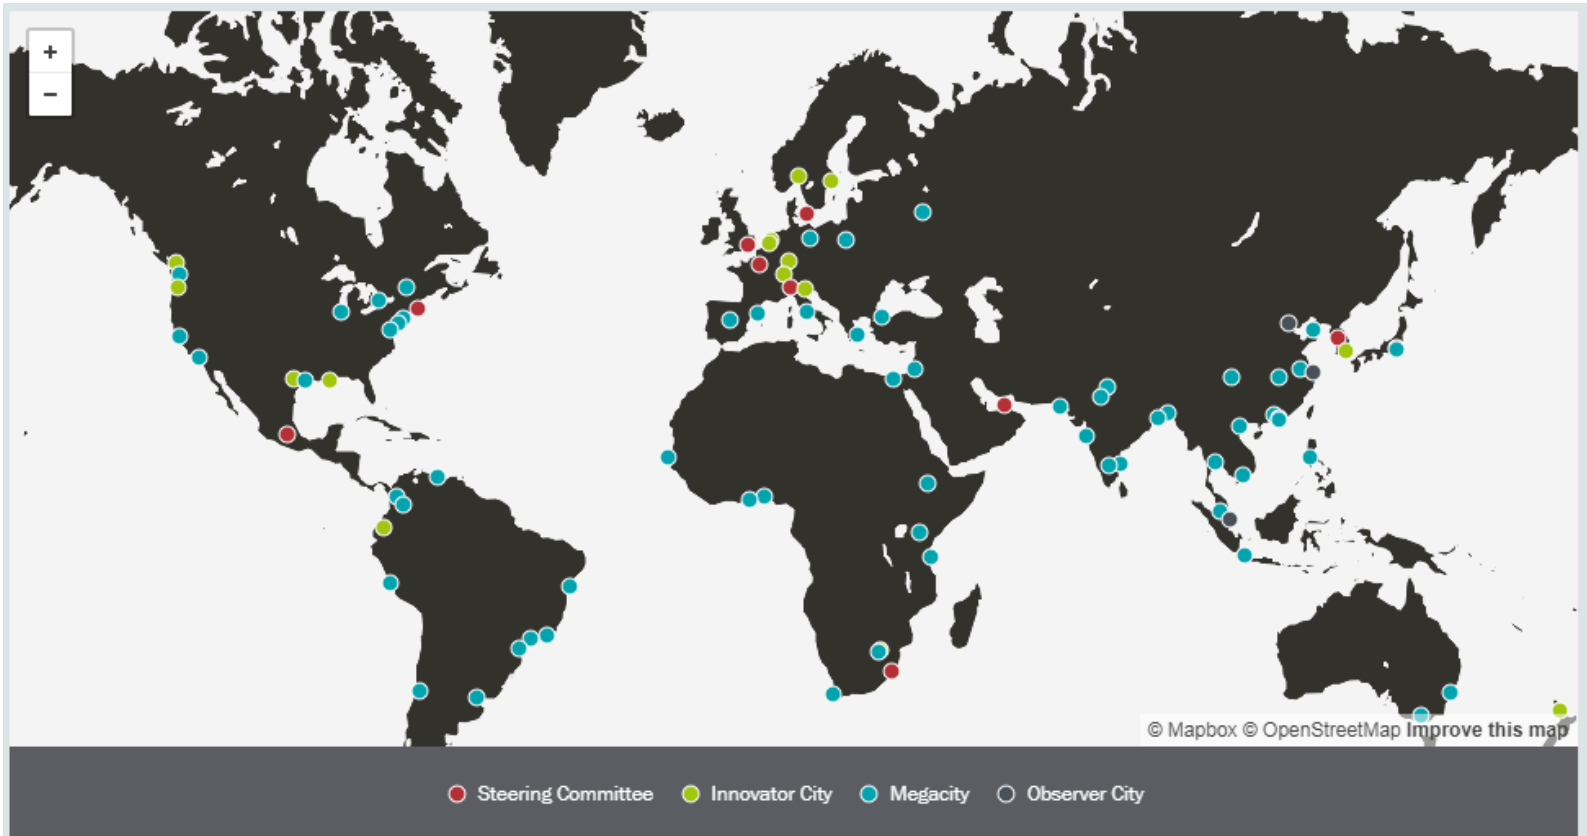 +
−
© Mapbox © OpenStreetMap Improve this map
Steering Committee Innovator City Megacity Observer City